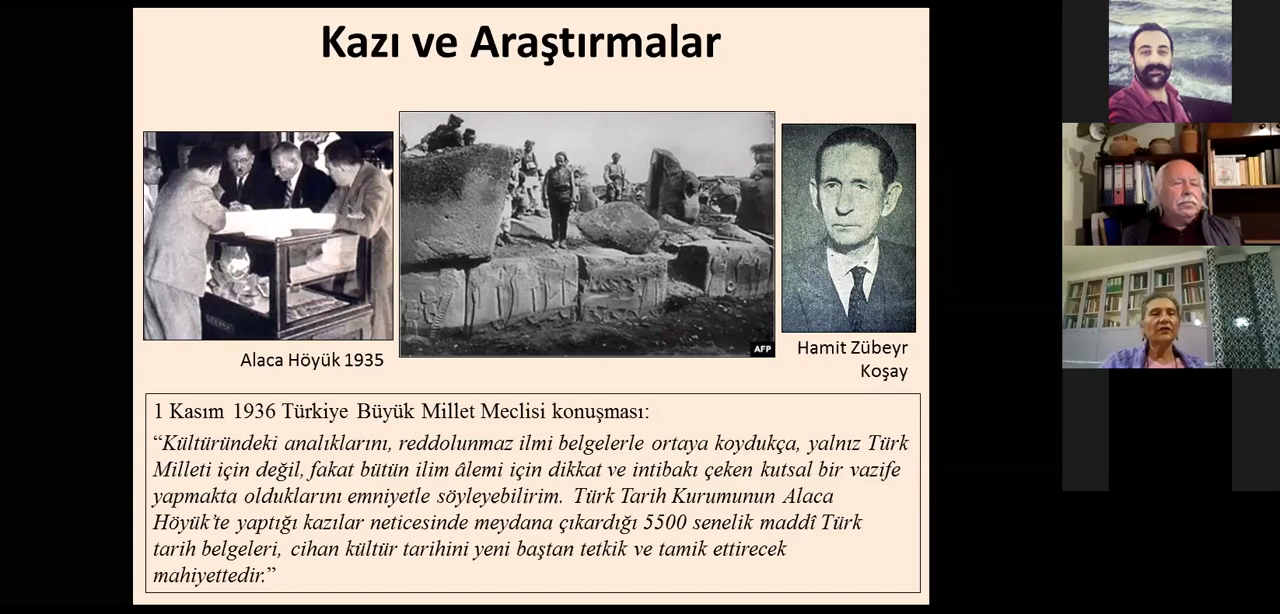 Kazı ve Araştırmalar
AFP
Alaca Höyük 1935
Hamit Zübeyr
Koşay
1 Kasım 1936 Türkiye Büyük Millet Meclisi konuşması:
“Kültüründeki analıklarını, reddolunmaz ilmi belgelerle ortaya koydukça, yalnız Türk
Milleti için değil, fakat bütün ilim âlemi için dikkat ve intibakı çeken kutsal bir vazife
yapmakta olduklarını emniyetle söyleyebilirim. Türk Tarih Kurumunun Alaca
Höyük’te yaptığı kazılar neticesinde meydana çıkardığı 5500 senelik maddî Türk
tarih belgeleri, cihan kültür tarihini yeni baştan tetkik ve tamik ettirecek
mahiyettedir.”